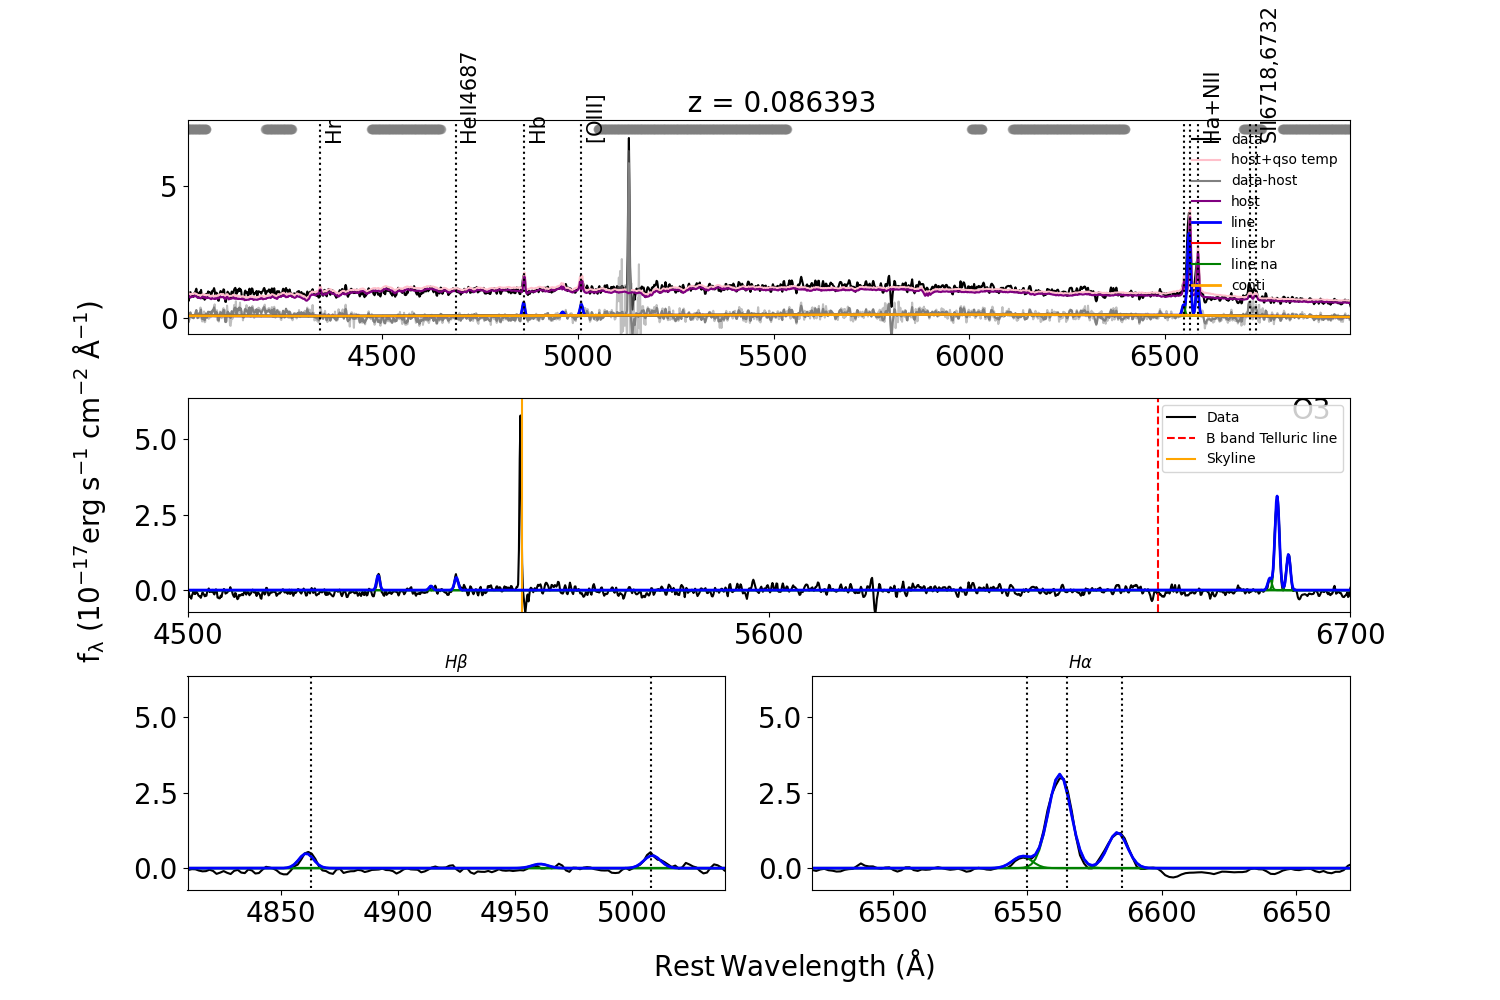 z = 0.086393
Hr
HeII4687
Hb
[OIII]
Ha+NII
SII6718,6732
data
host+qso temp
data-host
host
line
line br
line na
conti
5
0
4500
5000
5500
6000
6500
O3
Data
B band Telluric line
Skyline
5.0
2.5
0.0
4500
5600
6700
fλ (10⁻¹⁷erg s⁻¹ cm⁻² Å⁻¹)
Hβ
5.0
2.5
0.0
4850
4900
4950
5000
Hα
5.0
2.5
0.0
6500
6550
6600
6650
Rest Wavelength (Å)